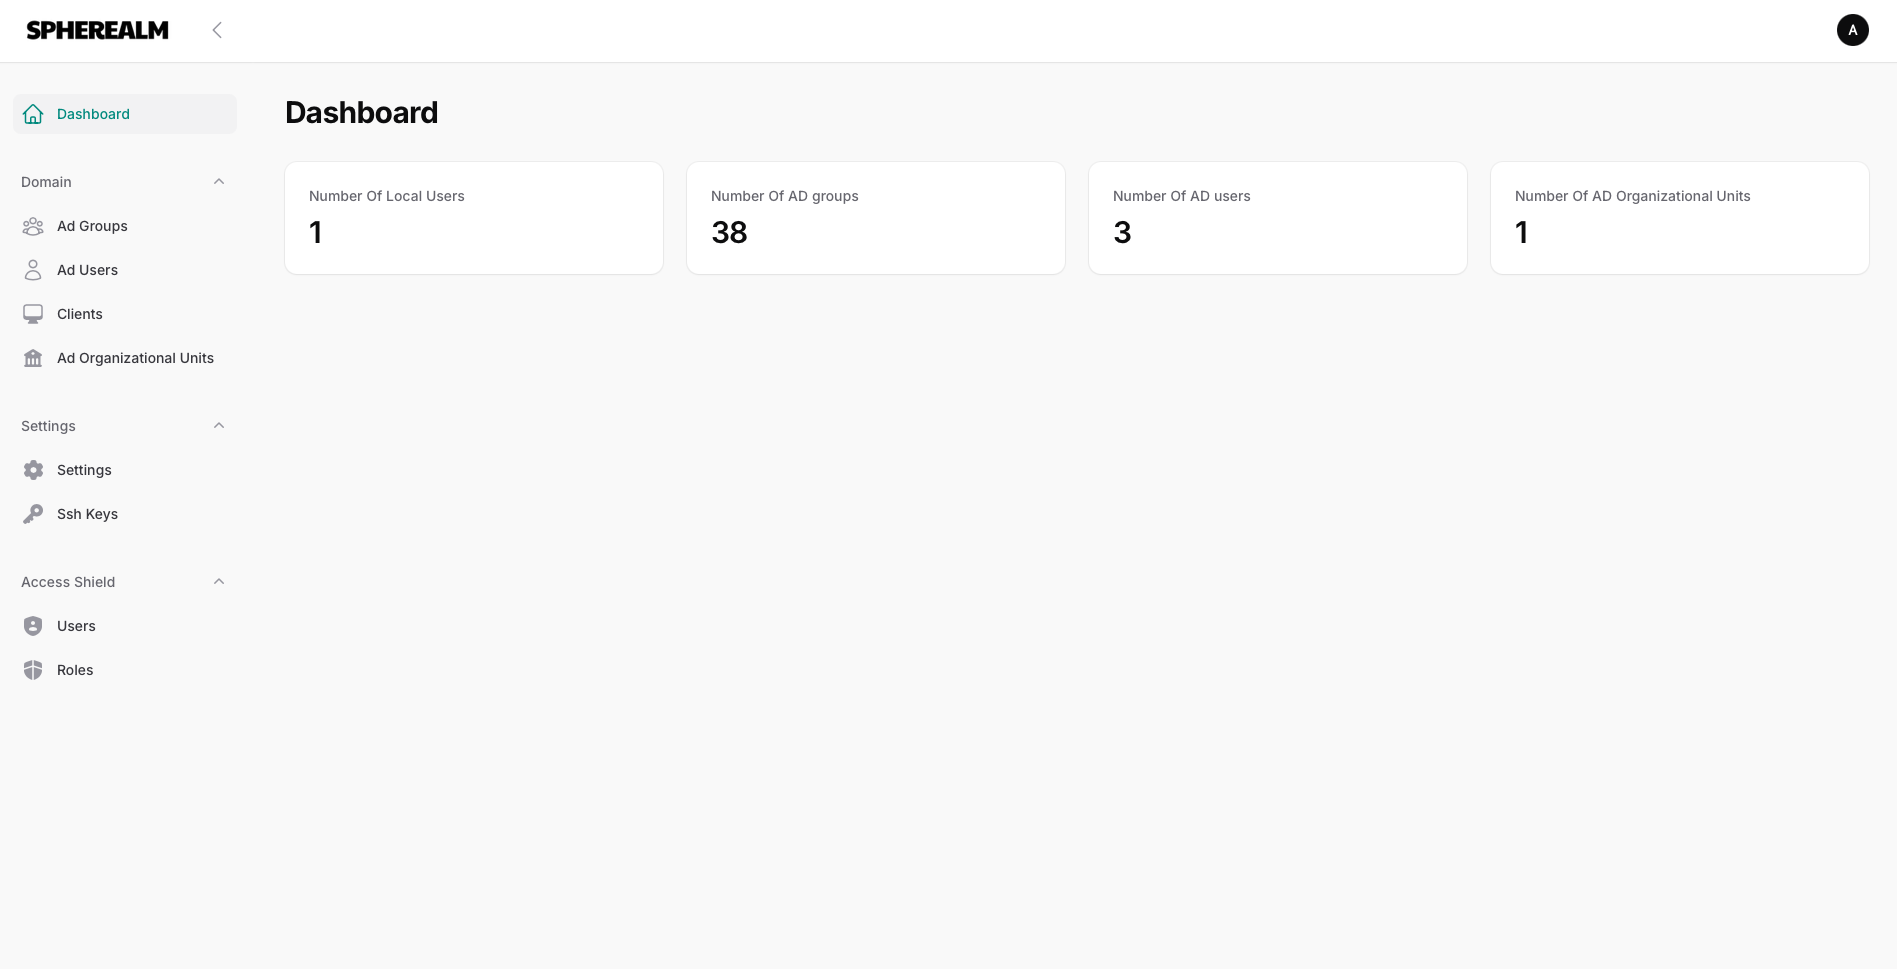 SPHEREALM
A
Dashboard
Domain
Ad Groups
Ad Users
Clients
Ad Organizational Units
Settings
Settings
Ssh Keys
Access Shield
Users
Roles
Dashboard
Number Of Local Users
1
Number Of AD groups
38
Number Of AD users
3
Number Of AD Organizational Units
1